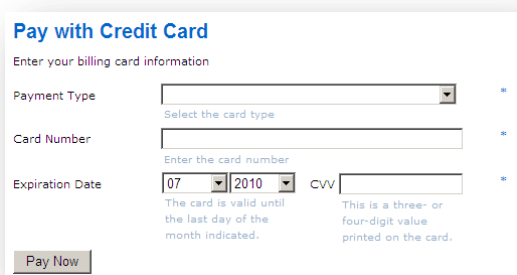 Pay with Credit Card
Enter your billing card information
Payment Type *
Select the card type
Card Number *
Enter the card number
Expiration Date 07 2010 CVV *
The card is valid until
the last day of the
month indicated.
This is a three- or
four-digit value
printed on the card.
Pay Now